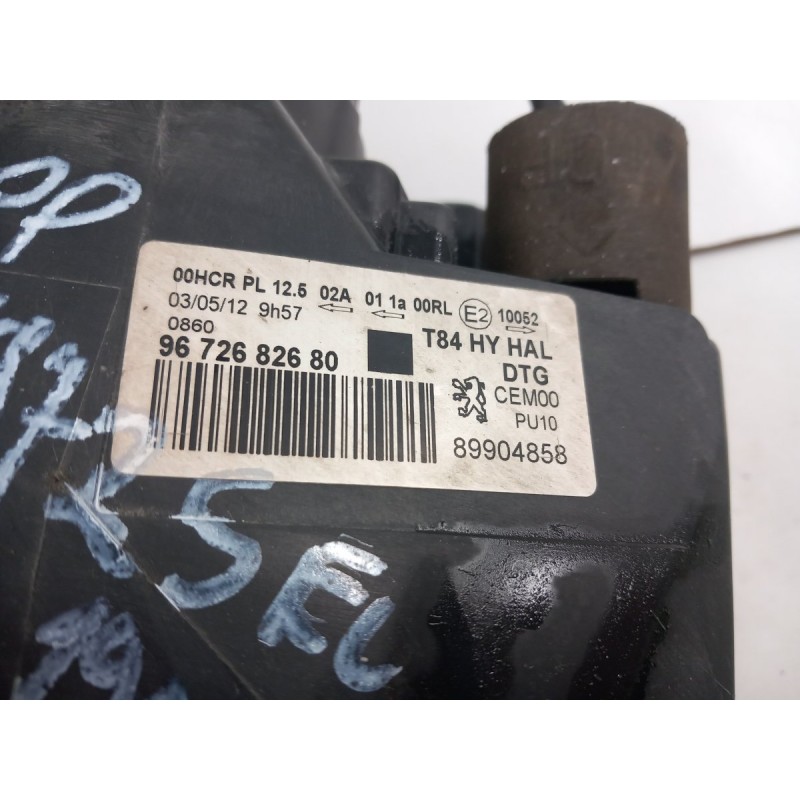 00HCR PL 12.5 02A 01 1a 00RL E2 10052
03/05/12 9h57
0860
96 726 826 80
T84 HY HAL
DTG
CEM00
PU10
89904858